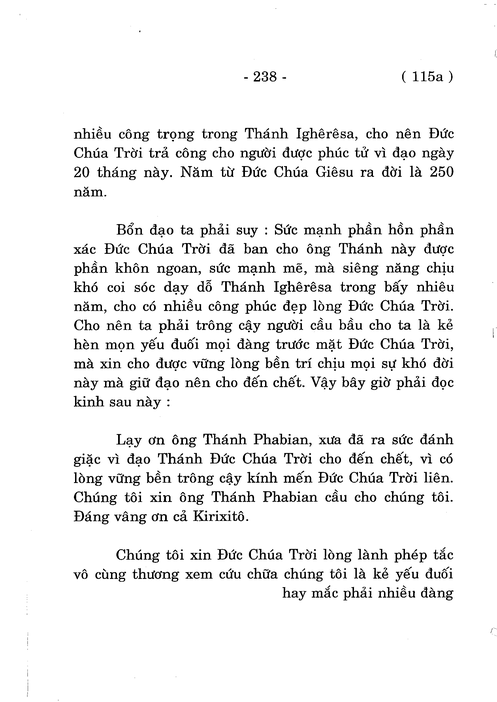 - 238 - ( 115a )
nhiều công trọng trong Thánh Ighêrêsa, cho nên Đức
Chúa Trời trả công cho người được phúc tử vì đạo ngày
20 tháng này. Năm từ Đức Chúa Giêsu ra đời là 250
năm.
Bổn đạo ta phải suy : Sức mạnh phần hồn phần
xác Đức Chúa Trời đã ban cho ông Thánh này được
phần khôn ngoan, sức mạnh mẽ, mà siêng năng chịu
khó coi sóc dạy dỗ Thánh Ighêrêsa trong bấy nhiêu
năm, cho có nhiều công phúc đẹp lòng Đức Chúa Trời.
Cho nên ta phải trông cậy người cầu bầu cho ta là kẻ
hèn mọn yếu đuối mọi đàng trước mặt Đức Chúa Trời,
mà xin cho được vững lòng bền trí chịu mọi sự khó đời
này mà giữ đạo nên cho đến chết. Vậy bây giờ phải đọc
kinh sau này :
Lạy ơn ông Thánh Phabian, xưa đã ra sức đánh
giặc vì đạo Thánh Đức Chúa Trời cho đến chết, vì có
lòng vững bền trông cậy kính mến Đức Chúa Trời liên.
Chúng tôi xin ông Thánh Phabian cầu cho chúng tôi.
Đáng vâng ơn cả Kirixitô.
Chúng tôi xin Đức Chúa Trời lòng lành phép tắc
vô cùng thương xem cứu chữa chúng tôi là kẻ yếu đuối
hay mắc phải nhiều đàng